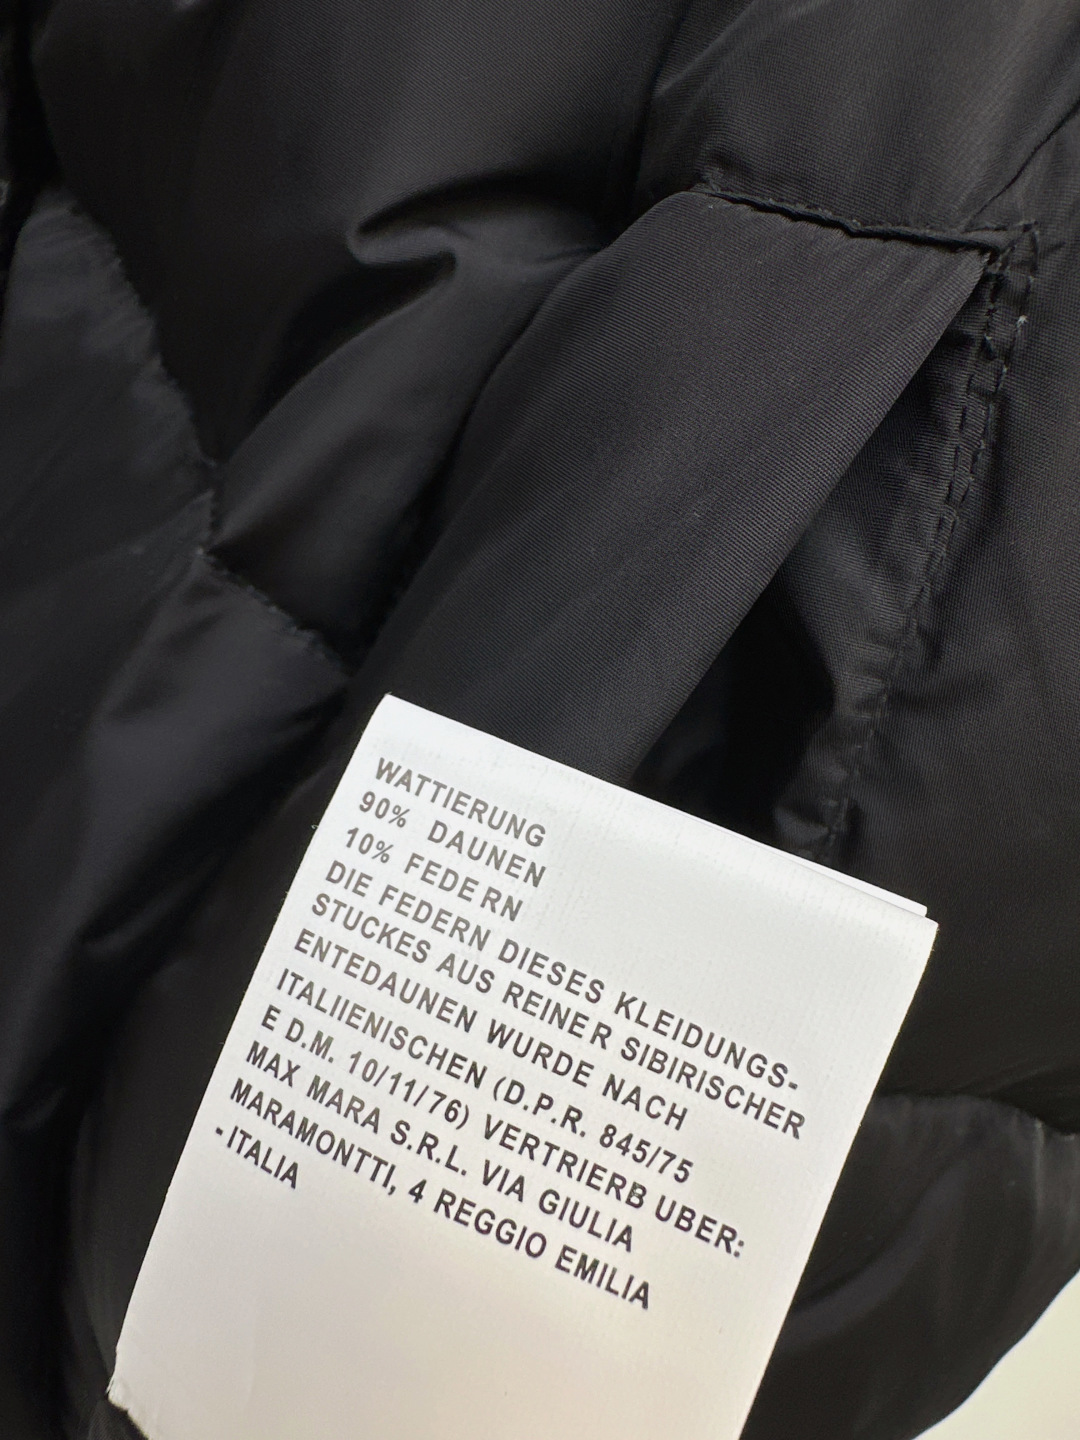 WATTIERUNG
90% DAUNEN
10% FEDERN
DIE FEDERN DIESES KLEIDUNGS-
STUCKES AUS REINER SIBIRISCHER
ENTEDAUNEN WURDE NACH
ITALIIENISCHEN (D.P.R. 845/75
E D.M. 10/11/76) VERTRIERB UBER:
MAX MARA S.R.L. VIA GIULIA
MARAMONTTI, 4 REGGIO EMILIA
-ITALIA